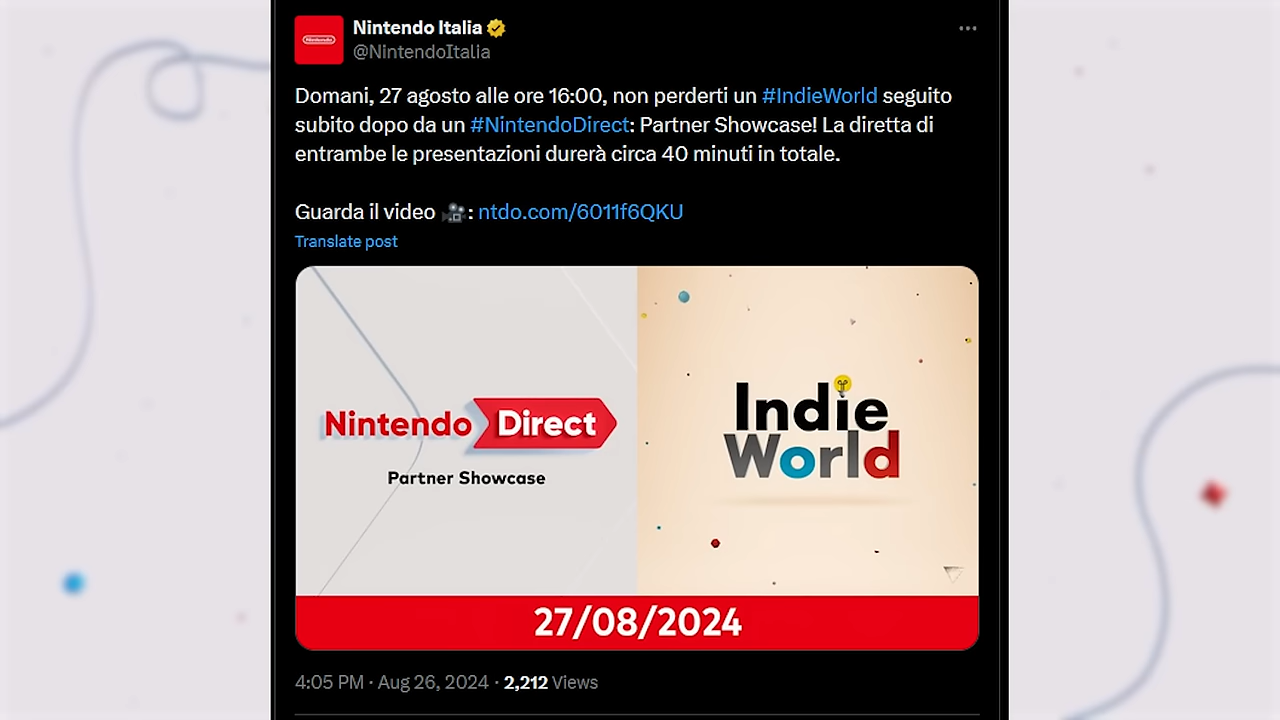 Nintendo Italia
Nintendo
@NintendoItalia
Domani, 27 agosto alle ore 16:00, non perderti un #IndieWorld seguito
subito dopo da un #NintendoDirect: Partner Showcase! La diretta di
entrambe le presentazioni durerà circa 40 minuti in totale.
Guarda il video 🎥: ntdo.com/6011f6QKU
Translate post
Nintendo Direct
Partner Showcase
Indie
World
27/08/2024
4:05 PM · Aug 26, 2024 · 2,212 Views